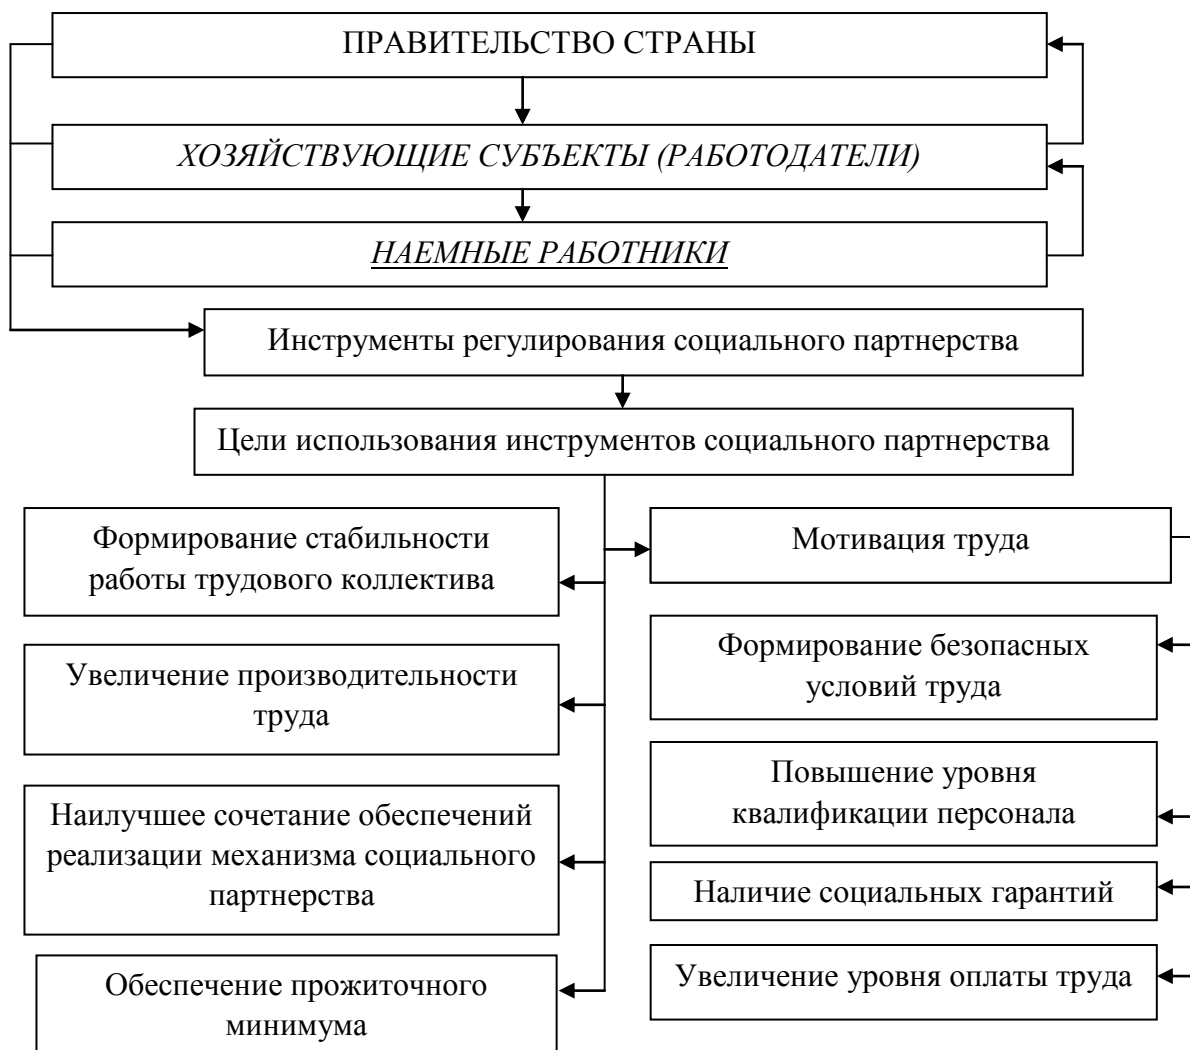 ПРАВИТЕЛЬСТВО СТРАНЫ
ХОЗЯЙСТВУЮЩИЕ СУБЪЕКТЫ (РАБОТОДАТЕЛИ)
НАЕМНЫЕ РАБОТНИКИ
Инструменты регулирования социального партнерства
Цели использования инструментов социального партнерства
Формирование стабильности
работы трудового коллектива
Увеличение производительности
труда
Наилучшее сочетание обеспечений
реализации механизма социального
партнерства
Обеспечение прожиточного
минимума
Мотивация труда
Формирование безопасных
условий труда
Повышение уровня
квалификации персонала
Наличие социальных гарантий
Увеличение уровня оплаты труда